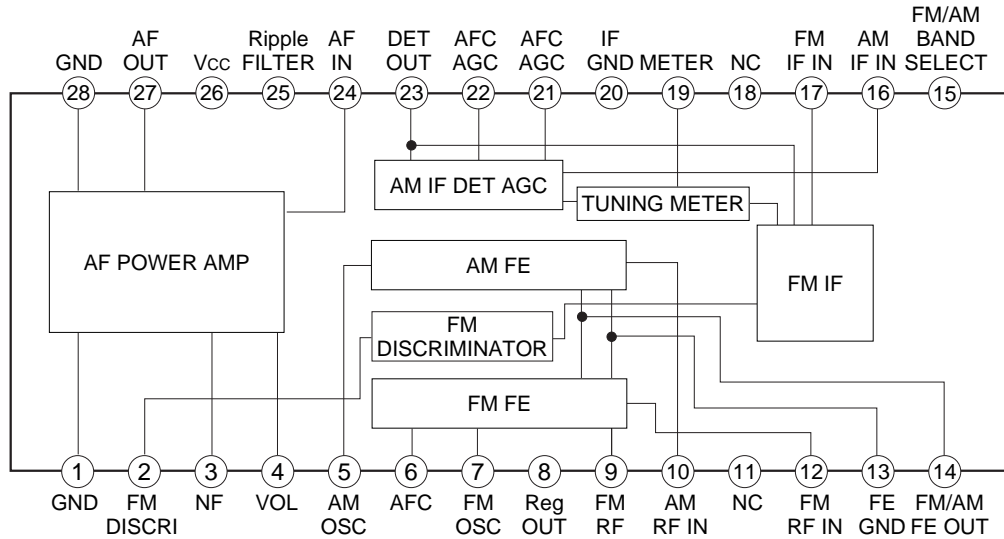 GND
AF
OUT
Vcc
Ripple
FILTER
AF
IN
DET
OUT
AFC
AGC
AFC
AGC
IF
GND
METER
NC
FM
IF IN
AM
IF IN
FM/AM
BAND
SELECT
28
27
26
25
24
23
22
21
20
19
18
17
16
15
AM IF DET AGC
TUNING METER
AF POWER AMP
AM FE
FM IF
FM
DISCRIMINATOR
FM FE
1
2
3
4
5
6
7
8
9
10
11
12
13
14
GND
FM
DISCRI
NF
VOL
AM
OSC
AFC
FM
OSC
Reg
OUT
FM
RF
AM
RF IN
NC
FM
RF IN
FE
GND
FM/AM
FE OUT